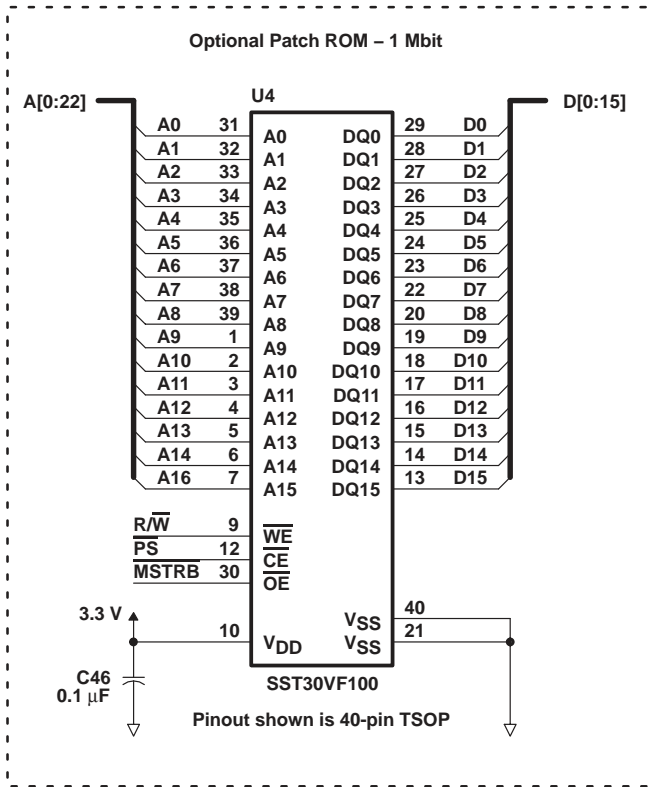 Optional Patch ROM – 1 Mbit
U4
A[0:22] D[0:15]
A0 31 A0 DQ0 29 D0
A1 32 A1 DQ1 28 D1
A2 33 A2 DQ2 27 D2
A3 34 A3 DQ3 26 D3
A4 35 A4 DQ4 25 D4
A5 36 A5 DQ5 24 D5
A6 37 A6 DQ6 23 D6
A7 38 A7 DQ7 22 D7
A8 39 A8 DQ8 20 D8
A9 1 A9 DQ9 19 D9
A10 2 A10 DQ10 18 D10
A11 3 A11 DQ11 17 D11
A12 4 A12 DQ12 16 D12
A13 5 A13 DQ13 15 D13
A14 6 A14 DQ14 14 D14
A16 7 A15 DQ15 13 D15
R/W̅ 9 W̅E̅
P̅S̅ 12 C̅E̅
M̅S̅T̅R̅B̅ 30 O̅E̅
VSS 40
3.3 V 10 VDD VSS 21
C46
0.1 μF
SST30VF100
Pinout shown is 40-pin TSOP